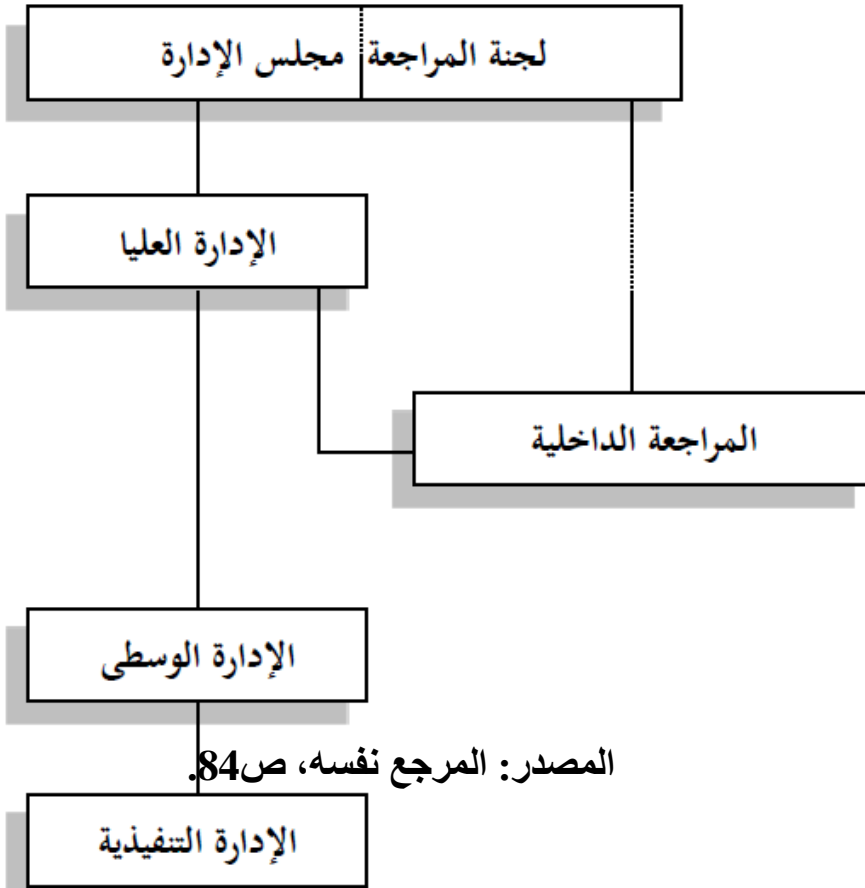 لجنة المراجعة مجلس الإدارة
الإدارة العليا
المراجعة الداخلية
الإدارة الوسطى
المصدر: المرجع نفسه، ص84.
الإدارة التنفيذية